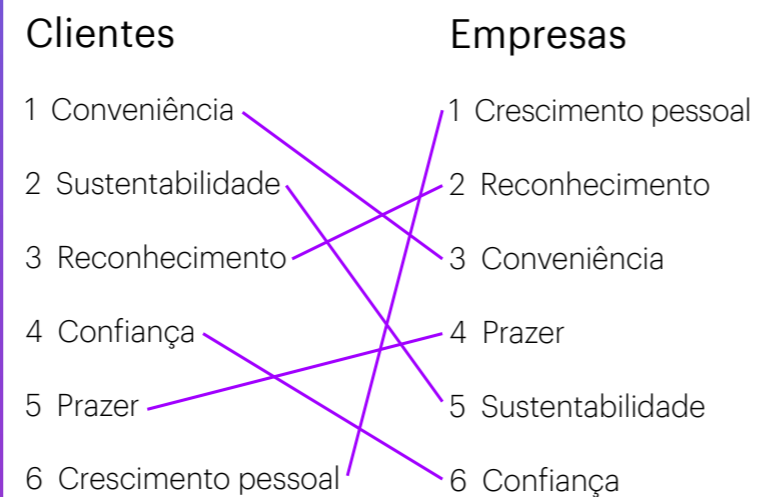 Clientes
Empresas
1 Conveniência
1 Crescimento pessoal
2 Sustentabilidade
2 Reconhecimento
3 Reconhecimento
3 Conveniência
4 Confiança
4 Prazer
5 Prazer
5 Sustentabilidade
6 Crescimento pessoal
6 Confiança